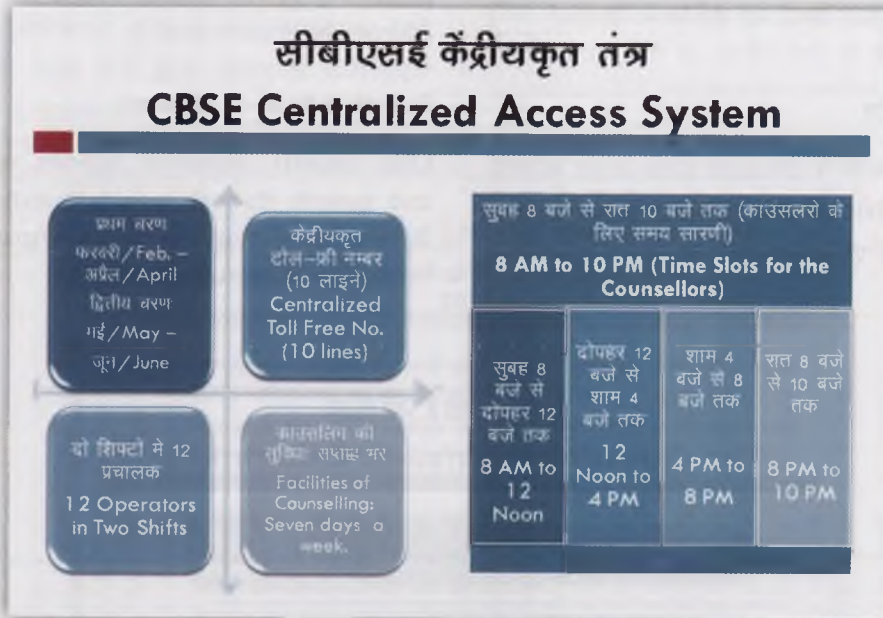 सीबीएसई केंद्रीयकृत तंत्र
CBSE Centralized Access System
प्रथम चरण
फरवरी/Feb. –
अप्रैल/April
द्वितीय चरण
मई/May –
जून/June
केंद्रीयकृत
टोल-फ्री नम्बर
(10 लाइने)
Centralized
Toll Free No.
(10 lines)
दो शिफ्टो मे 12
प्रचालक
12 Operators
in Two Shifts
काउंसलिंग की
सुविधा: सप्ताह भर
Facilities of
Counselling:
Seven days a
week.
सुबह 8 बजे से रात 10 बजे तक (काउंसलरो के
लिए समय सारणी)
8 AM to 10 PM (Time Slots for the
Counsellors)
सुबह 8
बजे से
दोपहर 12
बजे तक
8 AM to
12
Noon
दोपहर 12
बजे से
शाम 4
बजे तक
12
Noon to
4 PM
शाम 4
बजे से 8
बजे तक
4 PM to
8 PM
रात 8 बजे
से 10 बजे
तक
8 PM to
10 PM